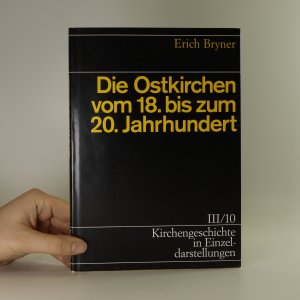 Erich Bryner
Die Ostkirchen
vom 18. bis zum
20. Jahrhundert
III/10
Kirchengeschichte
in Einzel-
darstellungen